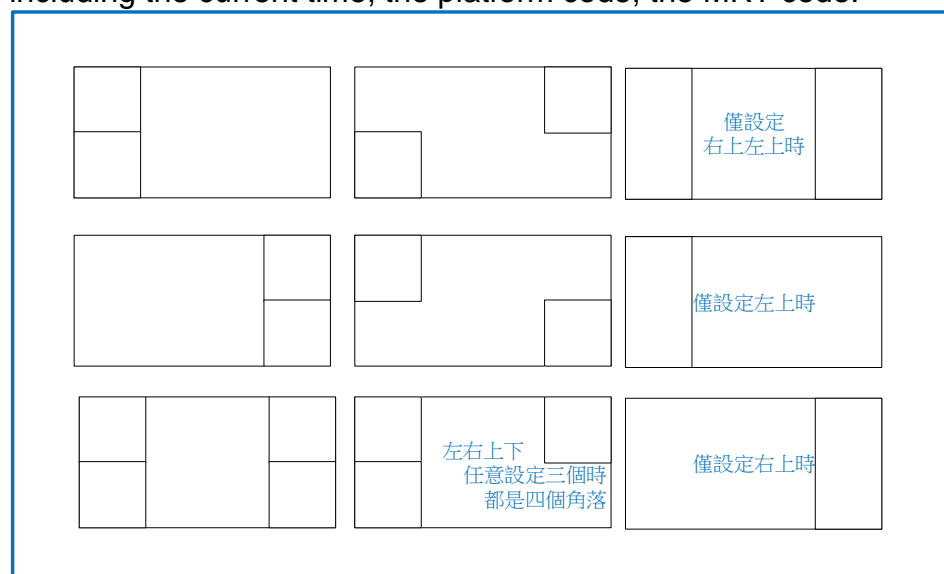 including the current time, the platform code, the MRT code.
僅設定
右上左上時
僅設定左上時
左右上下
任意設定三個時
都是四個角落
僅設定右上時